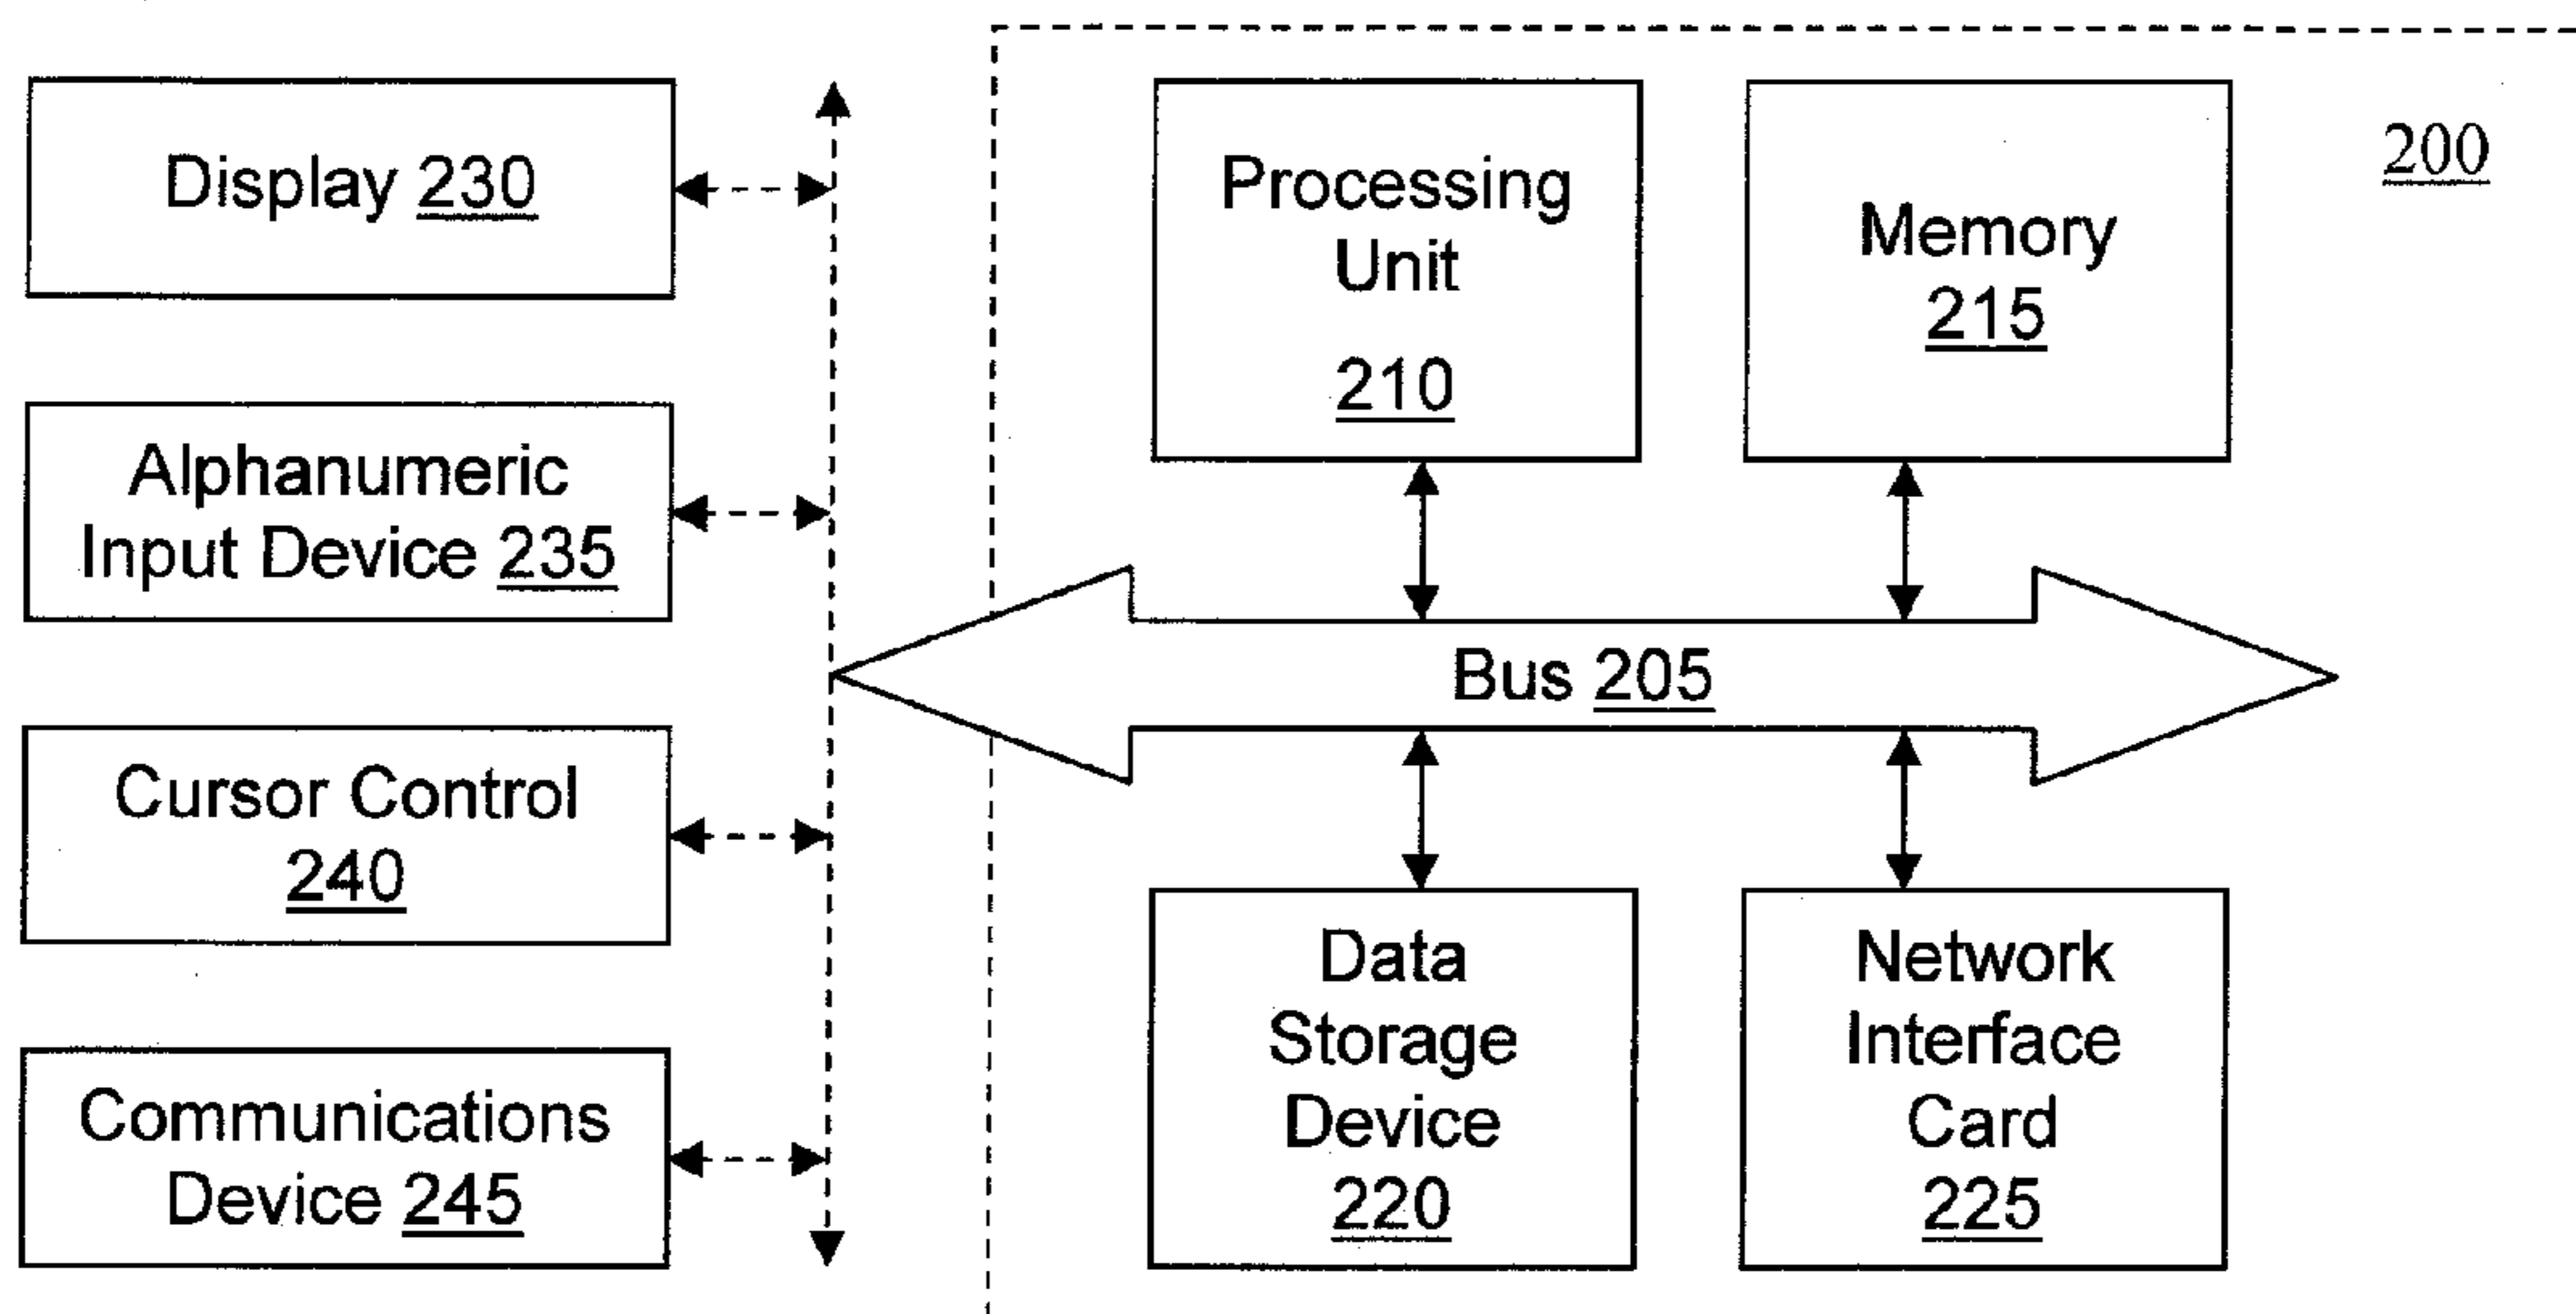 Display 230
Alphanumeric
Input Device 235
Cursor Control
240
Communications
Device 245
Processing
Unit
210
Memory
215
200
Bus 205
Data
Storage
Device
220
Network
Interface
Card
225